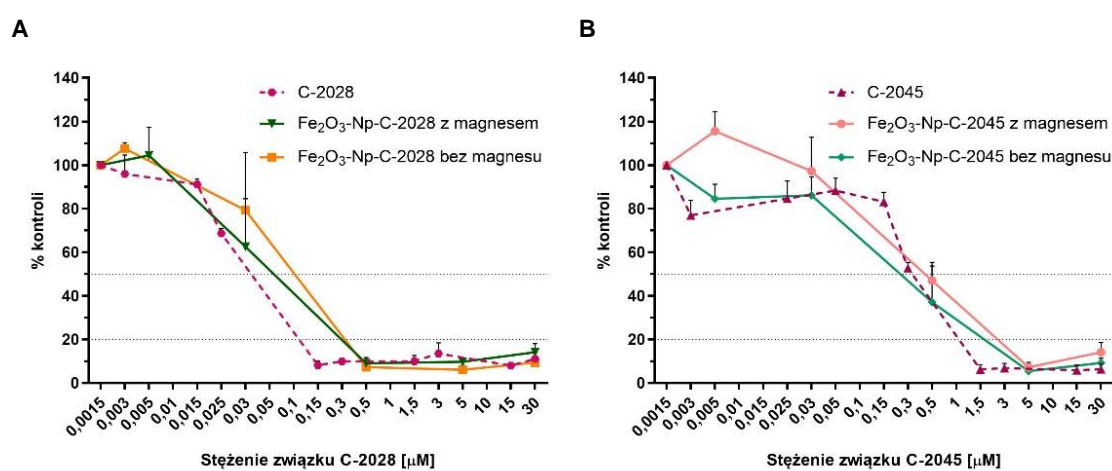 A
140
120
100
80
60
40
20
0
% kontroli
C-2028
Fe₂O₃-Np-C-2028 z magnesem
Fe₂O₃-Np-C-2028 bez magnesu
0,0015 0,003 0,005 0,01 0,015 0,025 0,03 0,05 0,1 0,15 0,3 0,5 1 1,5 3 5 10 15 30
Stężenie związku C-2028 [µM]
B
140
120
100
80
60
40
20
0
% kontroli
C-2045
Fe₂O₃-Np-C-2045 z magnesem
Fe₂O₃-Np-C-2045 bez magnesu
0,0015 0,003 0,005 0,01 0,015 0,025 0,03 0,05 0,1 0,15 0,3 0,5 1 1,5 3 5 10 15 30
Stężenie związku C-2045 [µM]